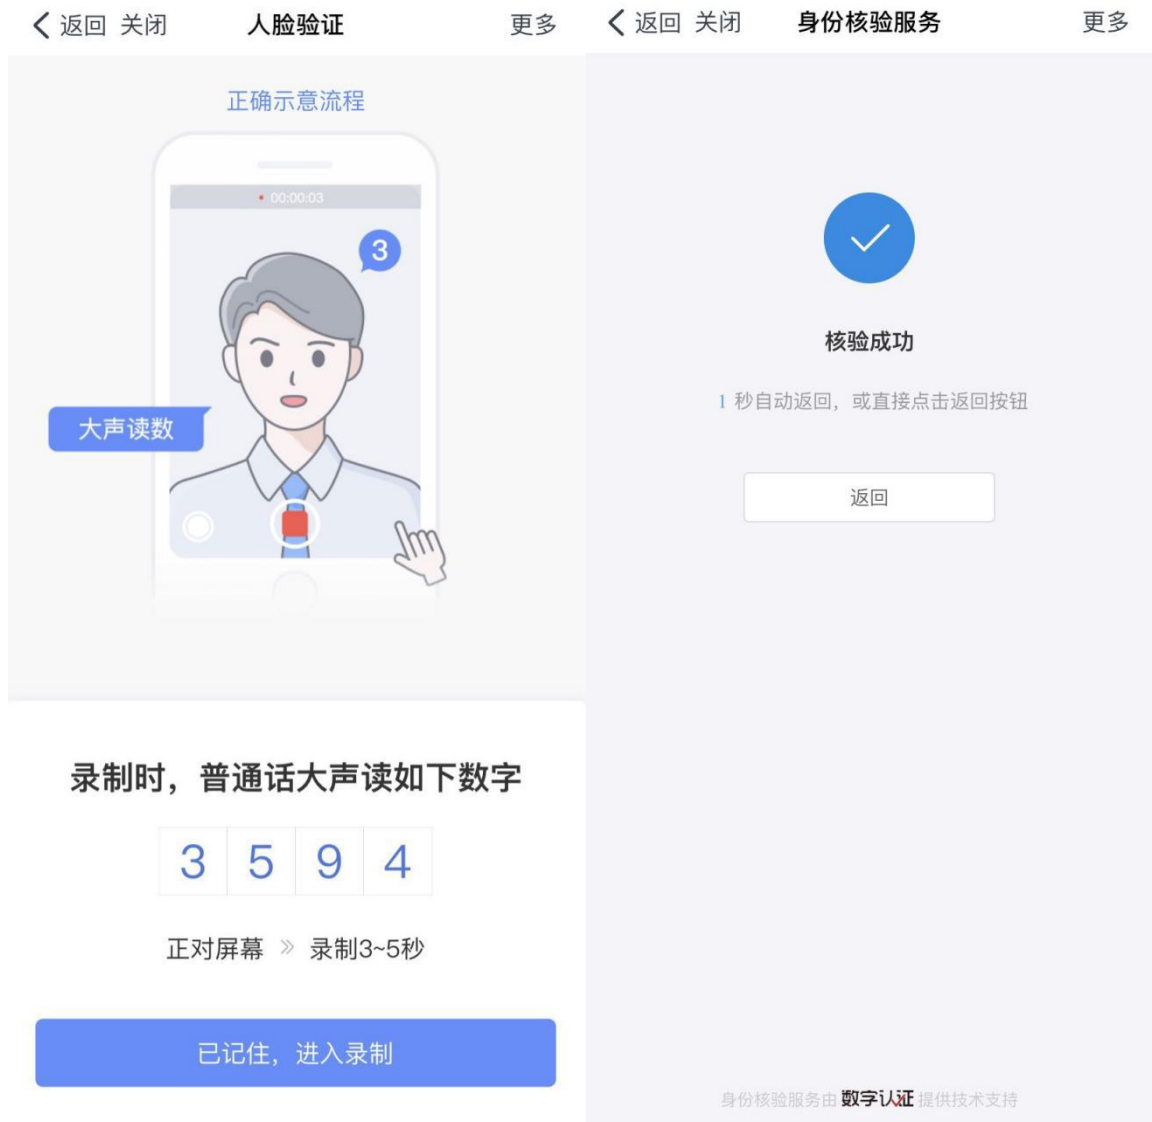 返回 关闭 人脸验证 更多
正确示意流程
00:00:03
3
大声读数
录制时，普通话大声读如下数字
3 5 9 4
正对屏幕 » 录制3~5秒
已记住，进入录制
返回 关闭 身份核验服务 更多
核验成功
1 秒自动返回，或直接点击返回按钮
返回
身份核验服务由 数字认证 提供技术支持